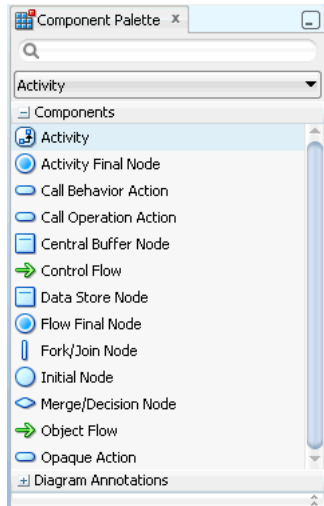 Component Palette
Activity
Components
Activity
Activity Final Node
Call Behavior Action
Call Operation Action
Central Buffer Node
Control Flow
Data Store Node
Flow Final Node
Fork/Join Node
Initial Node
Merge/Decision Node
Object Flow
Opaque Action
Diagram Annotations